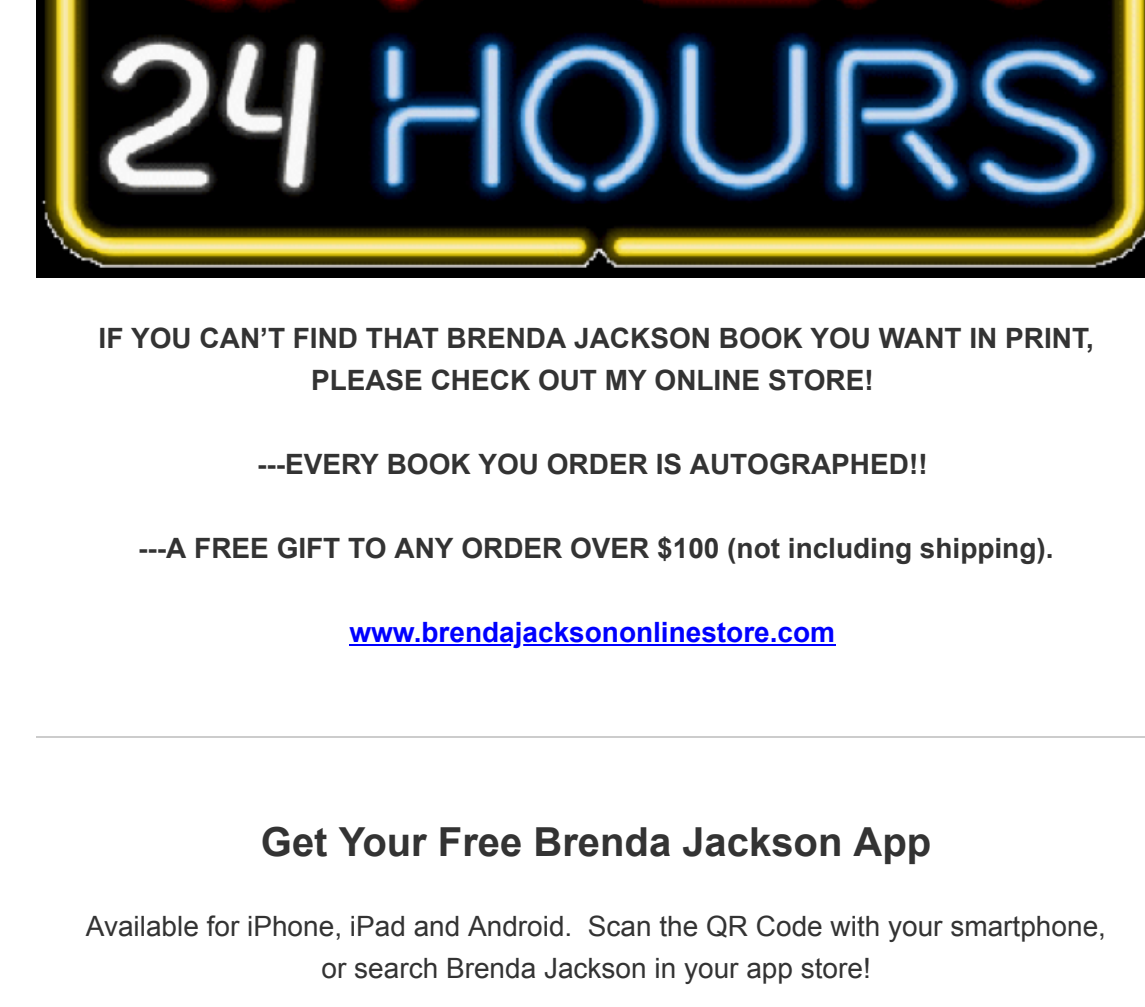 24 HOURS
IF YOU CAN’T FIND THAT BRENDA JACKSON BOOK YOU WANT IN PRINT,
PLEASE CHECK OUT MY ONLINE STORE!
---EVERY BOOK YOU ORDER IS AUTOGRAPHED!!
---A FREE GIFT TO ANY ORDER OVER $100 (not including shipping).
www.brendajacksononlinestore.com
Get Your Free Brenda Jackson App
Available for iPhone, iPad and Android.  Scan the QR Code with your smartphone,
or search Brenda Jackson in your app store!